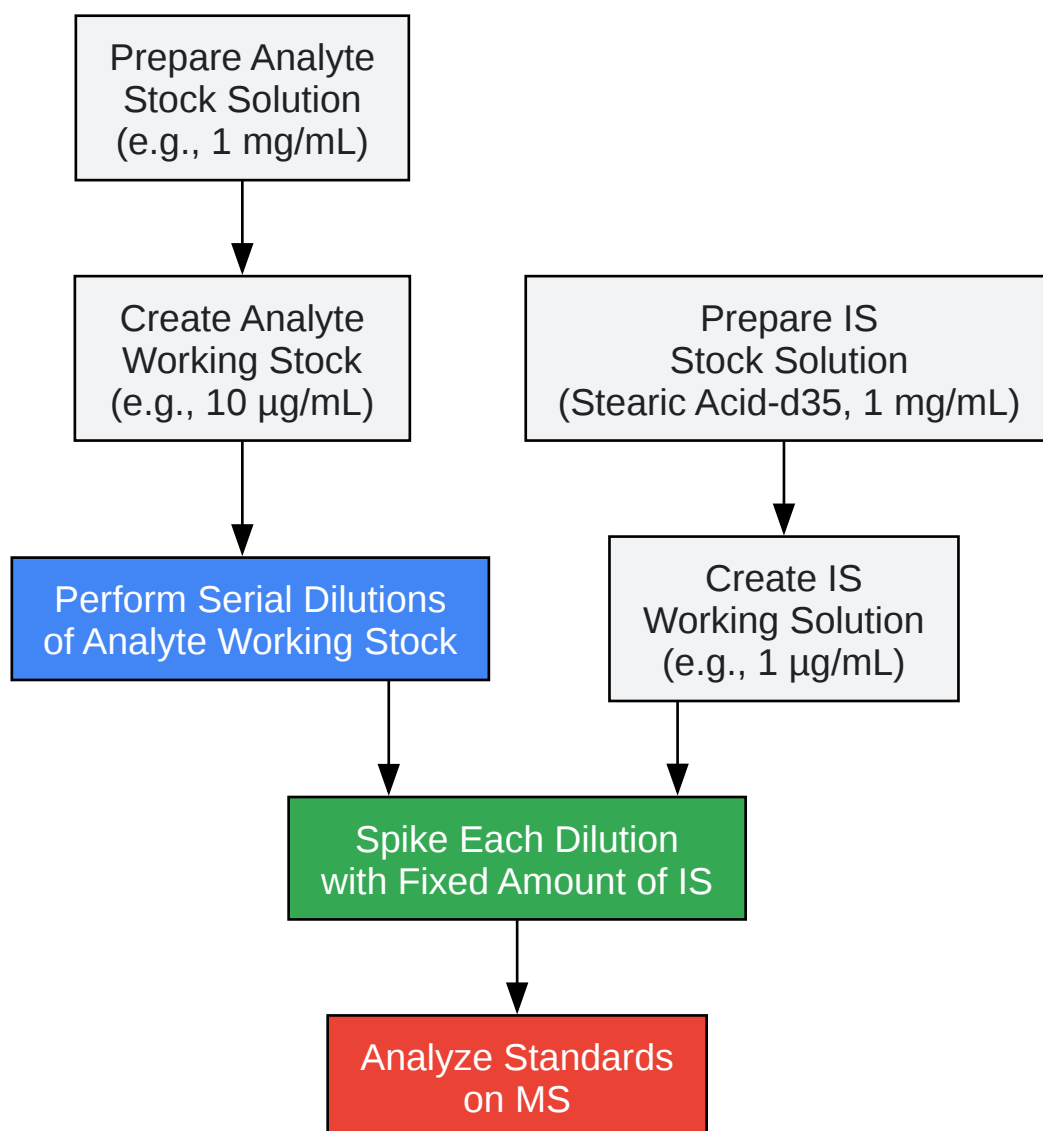 Prepare Analyte
Stock Solution
(e.g., 1 mg/mL)
Create Analyte
Working Stock
(e.g., 10 µg/mL)
Prepare IS
Stock Solution
(Stearic Acid-d35, 1 mg/mL)
Perform Serial Dilutions
of Analyte Working Stock
Create IS
Working Solution
(e.g., 1 µg/mL)
Spike Each Dilution
with Fixed Amount of IS
Analyze Standards
on MS